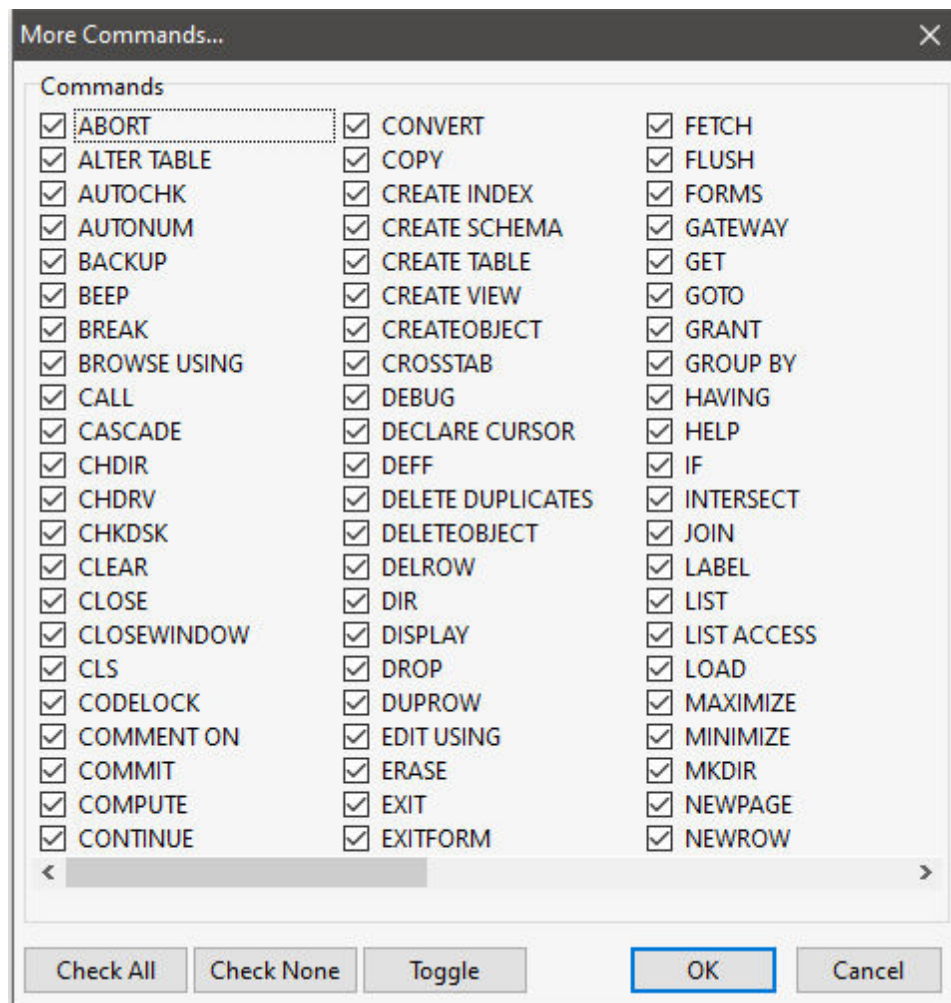 More Commands...
Commands
ABORT
ALTER TABLE
AUTOCHK
AUTONUM
BACKUP
BEEP
BREAK
BROWSE USING
CALL
CASCADE
CHDIR
CHDRV
CHKDSK
CLEAR
CLOSE
CLOSEWINDOW
CLS
CODELOCK
COMMENT ON
COMMIT
COMPUTE
CONTINUE
CONVERT
COPY
CREATE INDEX
CREATE SCHEMA
CREATE TABLE
CREATE VIEW
CREATEOBJECT
CROSSTAB
DEBUG
DECLARE CURSOR
DEFF
DELETE DUPLICATES
DELETEOBJECT
DELROW
DIR
DISPLAY
DROP
DUPROW
EDIT USING
ERASE
EXIT
EXITFORM
FETCH
FLUSH
FORMS
GATEWAY
GET
GOTO
GRANT
GROUP BY
HAVING
HELP
IF
INTERSECT
JOIN
LABEL
LIST
LIST ACCESS
LOAD
MAXIMIZE
MINIMIZE
MKDIR
NEWPAGE
NEWROW
Check All Check None Toggle OK Cancel